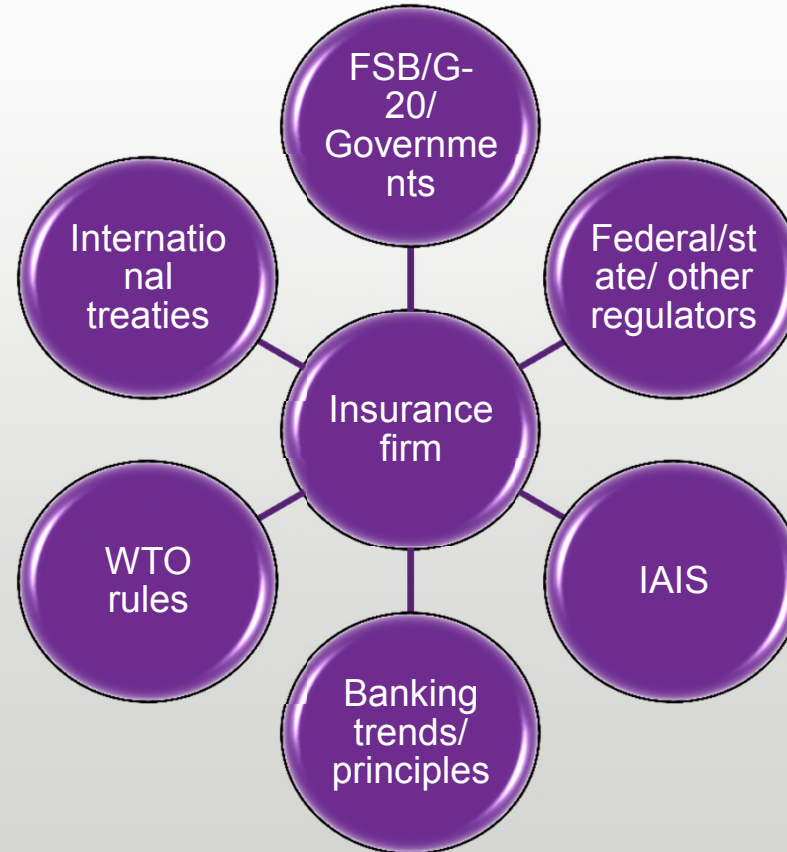 FSB/G-
20/
Governme
nts
Internatio
nal
treaties
Federal/st
ate/ other
regulators
Insurance
firm
WTO
rules
IAIS
Banking
trends/
principles